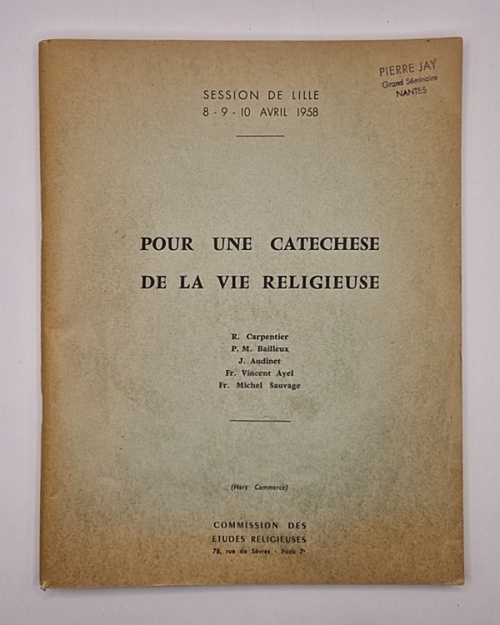 PIERRE JAY
Grand Séminaire
NANTES
SESSION DE LILLE
8 - 9 - 10 AVRIL 1958
POUR UNE CATECHESE
DE LA VIE RELIGIEUSE
R. Carpentier
P. M. Bailleux
J. Audinet
Fr. Vincent Ayel
Fr. Michel Sauvage
(Hors Commerce)
COMMISSION DES
ETUDES RELIGIEUSES
78, rue de Sèvres - Paris 7e